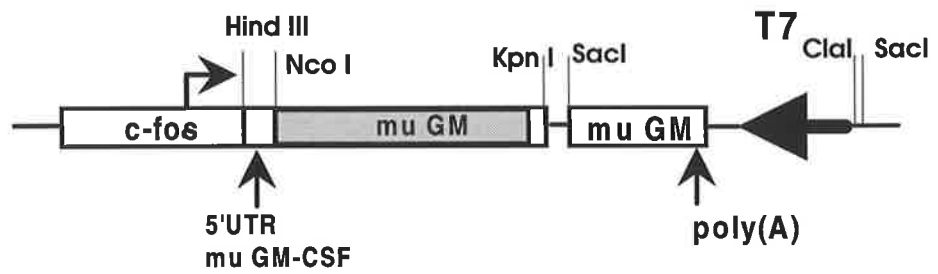 Hind III
T7
Nco I
Kpn I
SacI
ClaI
SacI
c-fos
mu GM
mu GM
5'UTR
mu GM-CSF
poly(A)